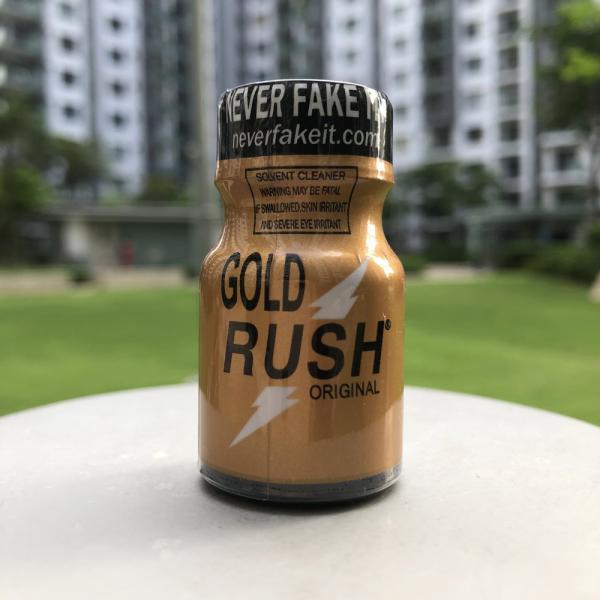 NEVER FAKE
neverfakeit.com
SOLVENT CLEANER
WARNING MAY BE FATAL
IF SWALLOWED,SKIN IRRITANT
AND SEVERE EYE IRRITANT
GOLD
RUSH®
ORIGINAL